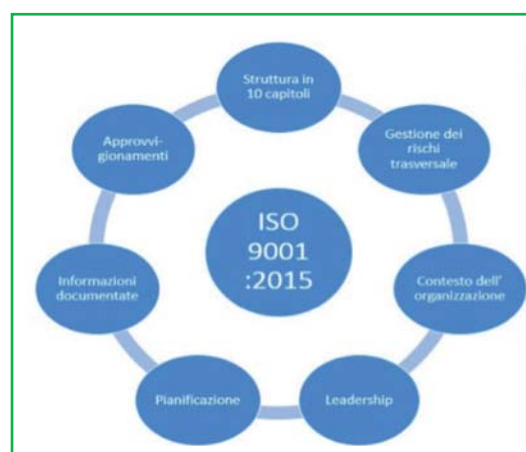 Struttura in
10 capitoli
Gestione dei
rischi
trasversale
Contesto dell'
organizzazione
Leadership
Pianificazione
Informazioni
documentate
Approvvi-
gionamenti
ISO
9001
:2015